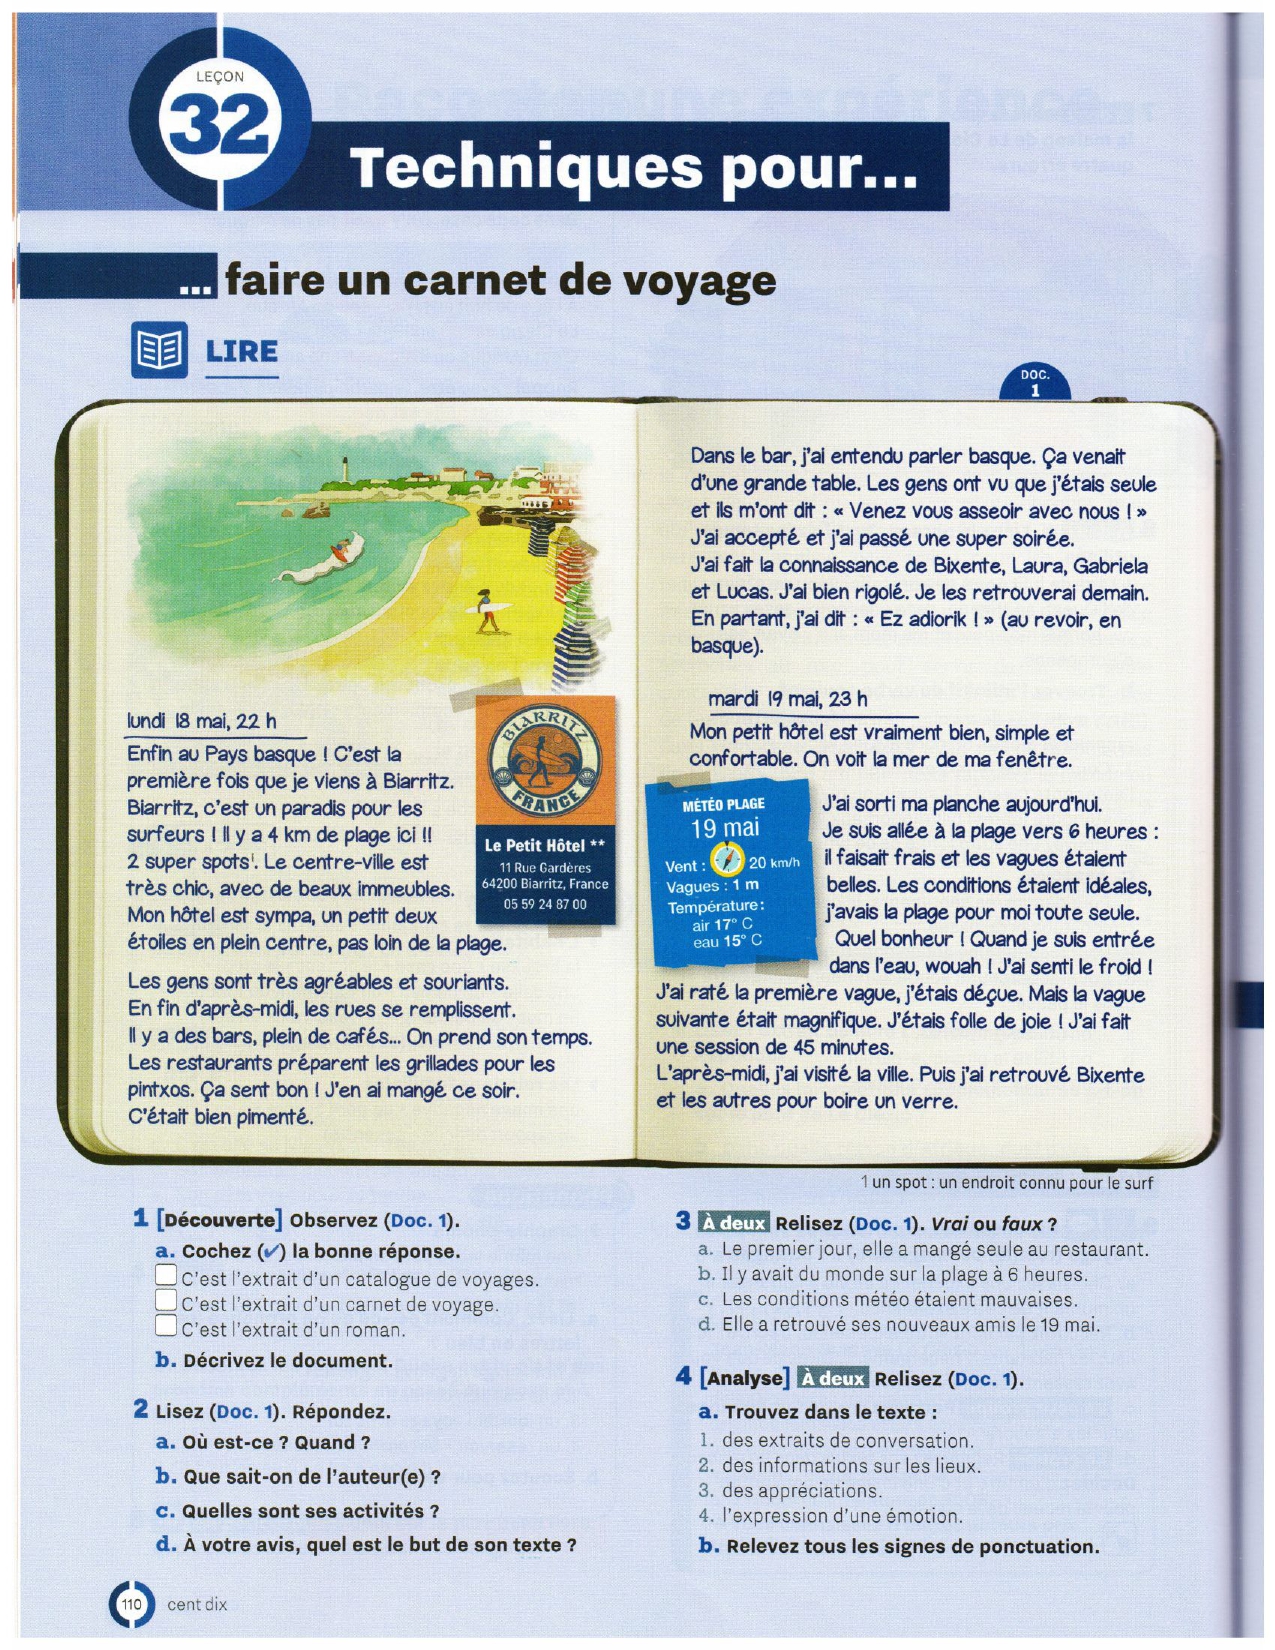 LEÇON
32
Techniques pour...
... faire un carnet de voyage
LIRE
DOC.
1
lundi 18 mai, 22 h
Enfin au Pays basque ! C'est la
première fois que je viens à Biarritz.
Biarritz, c'est un paradis pour les
surfeurs ! Il y a 4 km de plage ici !!
2 super spots¹. Le centre-ville est
très chic, avec de beaux immeubles.
Mon hôtel est sympa, un petit deux
étoiles en plein centre, pas loin de la plage.
BIARRITZ
FRANCE
Le Petit Hôtel **
11 Rue Gardères
64200 Biarritz, France
05 59 24 87 00
Les gens sont très agréables et souriants.
En fin d'après-midi, les rues se remplissent.
Il y a des bars, plein de cafés... On prend son temps.
Les restaurants préparent les grillades pour les
pintxos. Ça sent bon ! J'en ai mangé ce soir.
C'était bien pimenté.
Dans le bar, j'ai entendu parler basque. Ça venait
d'une grande table. Les gens ont vu que j'étais seule
et ils m'ont dit : « Venez vous asseoir avec nous ! »
J'ai accepté et j'ai passé une super soirée.
J'ai fait la connaissance de Bixente, Laura, Gabriela
et Lucas. J'ai bien rigolé. Je les retrouverai demain.
En partant, j'ai dit : « Ez adiorik ! » (au revoir, en
basque).
mardi 19 mai, 23 h
Mon petit hôtel est vraiment bien, simple et
confortable. On voit la mer de ma fenêtre.
MÉTÉO PLAGE
19 mai
Vent : 20 km/h
Vagues : 1 m
Température :
air 17° C
eau 15° C
J'ai sorti ma planche aujourd'hui.
Je suis allée à la plage vers 6 heures :
il faisait frais et les vagues étaient
belles. Les conditions étaient idéales,
j'avais la plage pour moi toute seule.
Quel bonheur ! Quand je suis entrée
dans l'eau, wouah ! J'ai senti le froid !
J'ai raté la première vague, j'étais déçue. Mais la vague
suivante était magnifique. J'étais folle de joie ! J'ai fait
une session de 45 minutes.
L'après-midi, j'ai visité la ville. Puis j'ai retrouvé Bixente
et les autres pour boire un verre.
1 un spot : un endroit connu pour le surf
1 [Découverte] Observez (Doc. 1).
a. Cochez (✔) la bonne réponse.
C'est l'extrait d'un catalogue de voyages.
C'est l'extrait d'un carnet de voyage.
C'est l'extrait d'un roman.
b. Décrivez le document.
2 Lisez (Doc. 1). Répondez.
a. Où est-ce ? Quand ?
b. Que sait-on de l'auteur(e) ?
c. Quelles sont ses activités ?
d. À votre avis, quel est le but de son texte ?
3 À deux Relisez (Doc. 1). Vrai ou faux ?
a. Le premier jour, elle a mangé seule au restaurant.
b. Il y avait du monde sur la plage à 6 heures.
c. Les conditions météo étaient mauvaises.
d. Elle a retrouvé ses nouveaux amis le 19 mai.
4 [Analyse] À deux Relisez (Doc. 1).
a. Trouvez dans le texte :
1. des extraits de conversation.
2. des informations sur les lieux.
3. des appréciations.
4. l'expression d'une émotion.
b. Relevez tous les signes de ponctuation.
110 cent dix